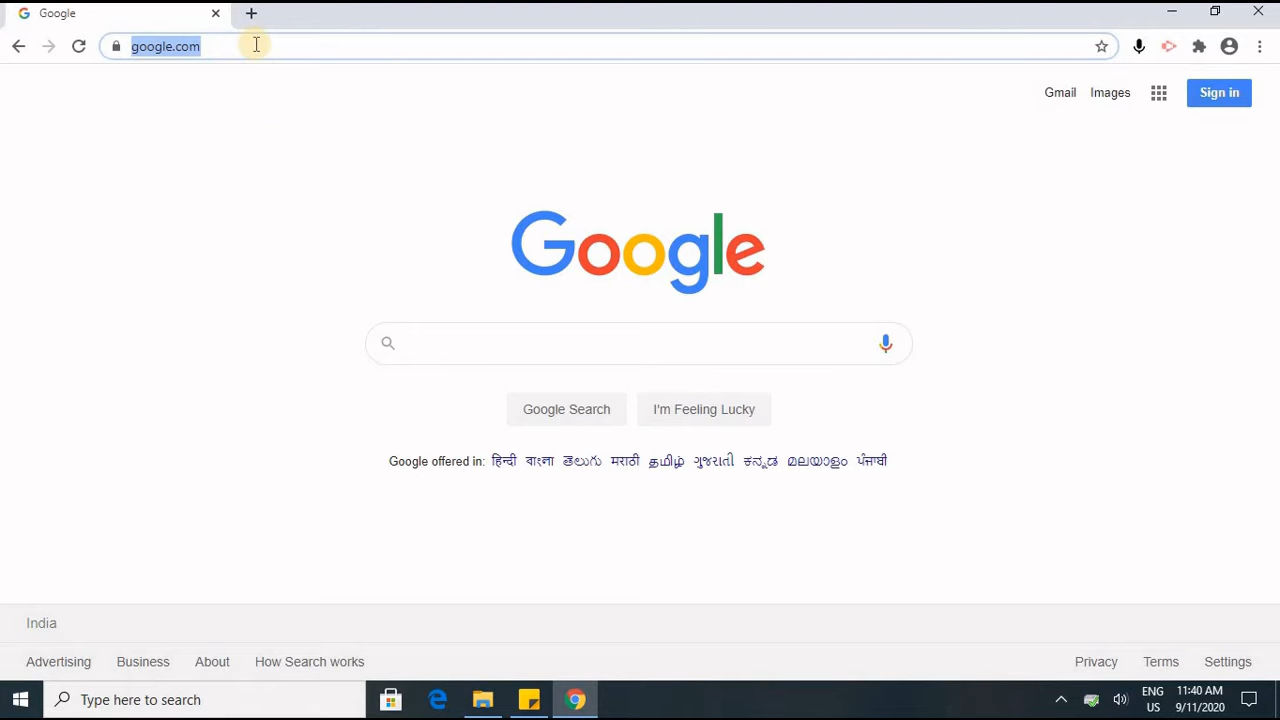 Google
google.com
Gmail Images Sign in
Google
Google Search I'm Feeling Lucky
Google offered in: हिन्दी বাংলা తెలుగు मराठी தமிழ் ગુજરાતી ಕನ್ನಡ മലയാളം ਪੰਜਾਬੀ
India
Advertising Business About How Search works Privacy Terms Settings
Type here to search
ENG
US
11:40 AM
9/11/2020